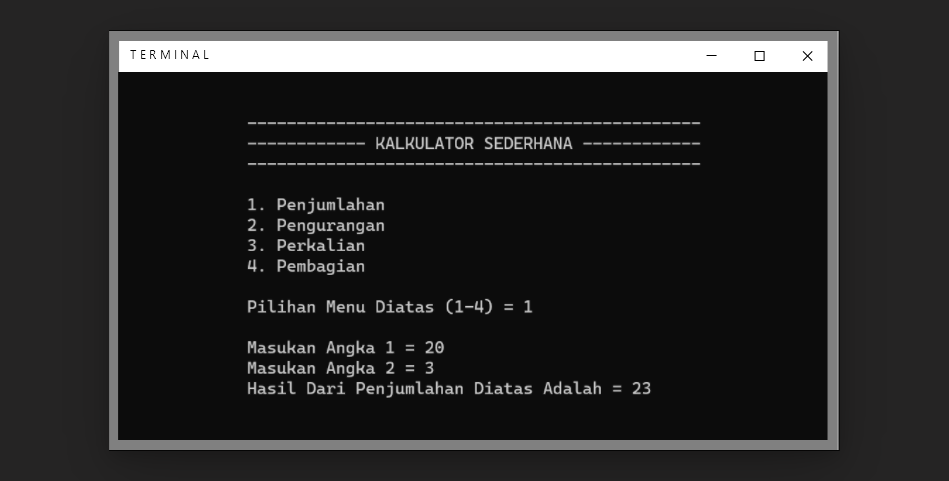 TERMINAL
----------------------------------------------
------------ KALKULATOR SEDERHANA ------------
----------------------------------------------
1. Penjumlahan
2. Pengurangan
3. Perkalian
4. Pembagian
Pilihan Menu Diatas (1-4) = 1
Masukan Angka 1 = 20
Masukan Angka 2 = 3
Hasil Dari Penjumlahan Diatas Adalah = 23